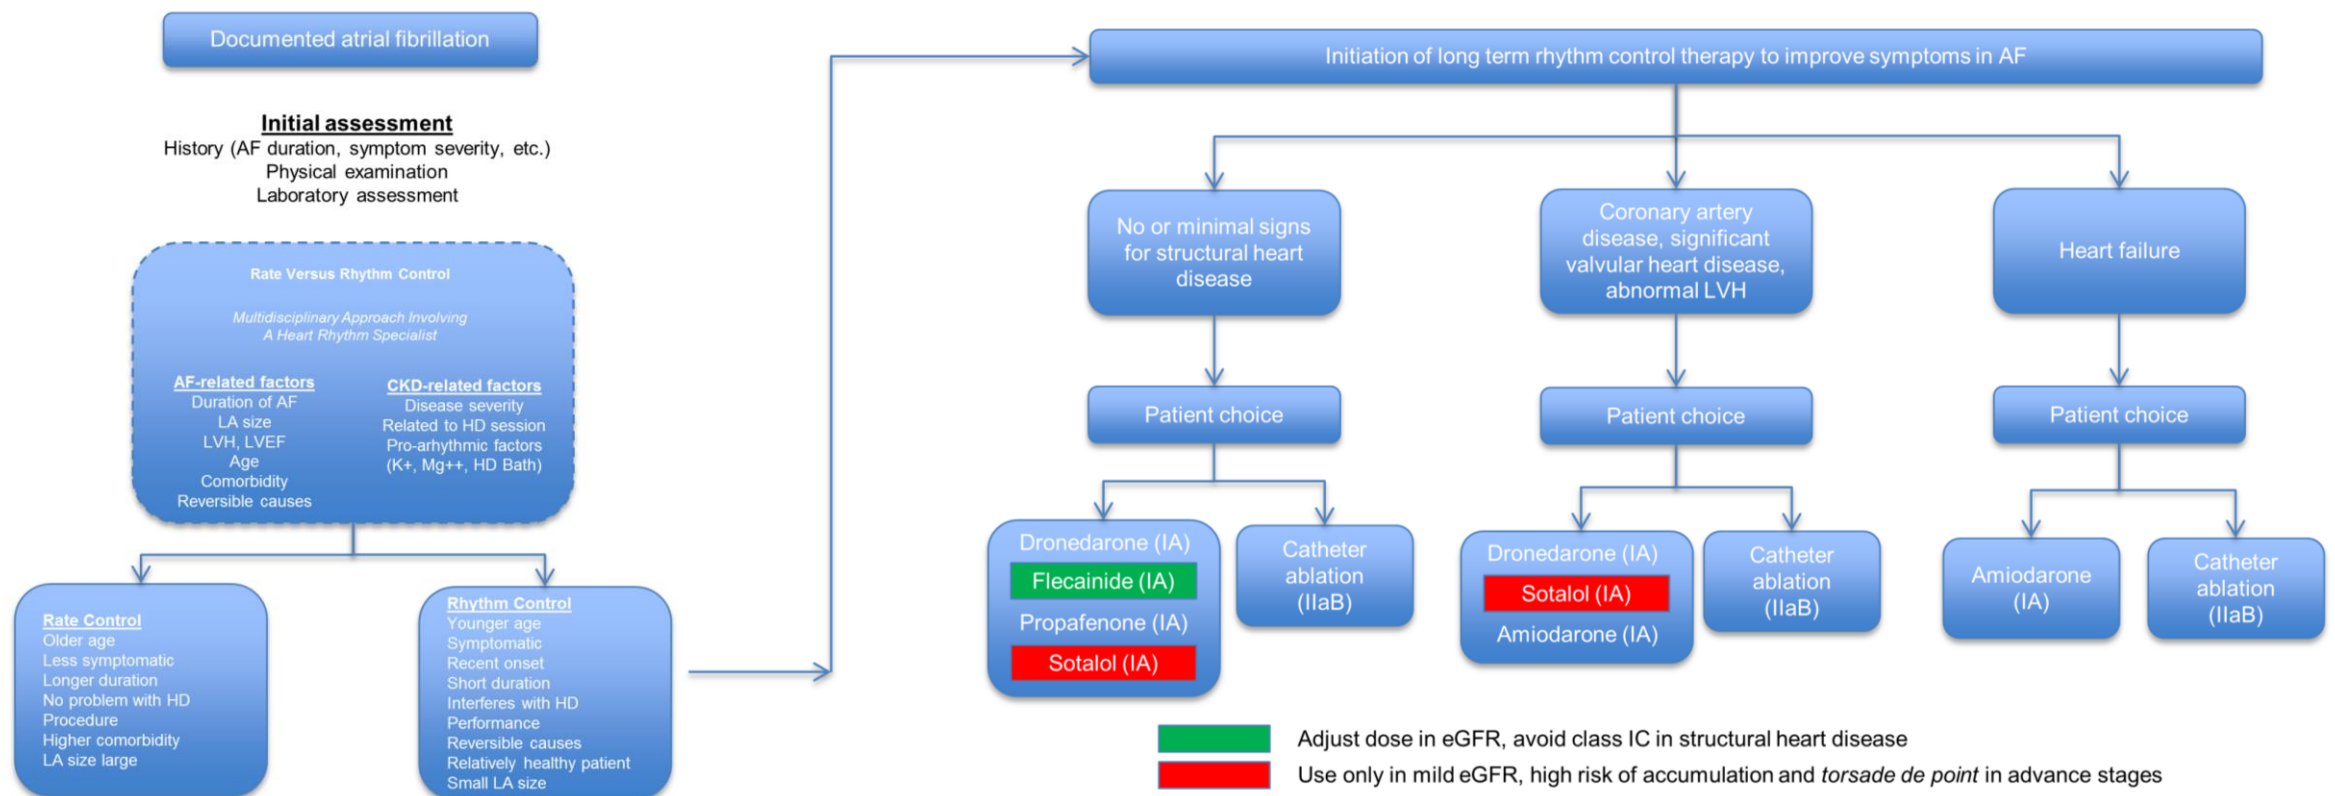 Documented atrial fibrillation
Initial assessment
History (AF duration, symptom severity, etc.)
Physical examination
Laboratory assessment
Rate Versus Rhythm Control
Multidisciplinary Approach Involving
A Heart Rhythm Specialist
AF-related factors
Duration of AF
LA size
LVH, LVEF
Age
Comorbidity
Reversible causes
CKD-related factors
Disease severity
Related to HD session
Pro-arhythmic factors
(K+, Mg++, HD Bath)
Rate Control
Older age
Less symptomatic
Longer duration
No problem with HD
Procedure
Higher comorbidity
LA size large
Rhythm Control
Younger age
Symptomatic
Recent onset
Short duration
Interferes with HD
Performance
Reversible causes
Relatively healthy patient
Small LA size
Initiation of long term rhythm control therapy to improve symptoms in AF
No or minimal signs
for structural heart
disease
Patient choice
Dronedarone (IA)
Flecainide (IA)
Propafenone (IA)
Sotalol (IA)
Catheter
ablation
(IIaB)
Coronary artery
disease, significant
valvular heart disease,
abnormal LVH
Patient choice
Dronedarone (IA)
Sotalol (IA)
Amiodarone (IA)
Catheter
ablation
(IIaB)
Heart failure
Patient choice
Amiodarone
(IA)
Catheter
ablation
(IIaB)
Adjust dose in eGFR, avoid class IC in structural heart disease
Use only in mild eGFR, high risk of accumulation and torsade de point in advance stages